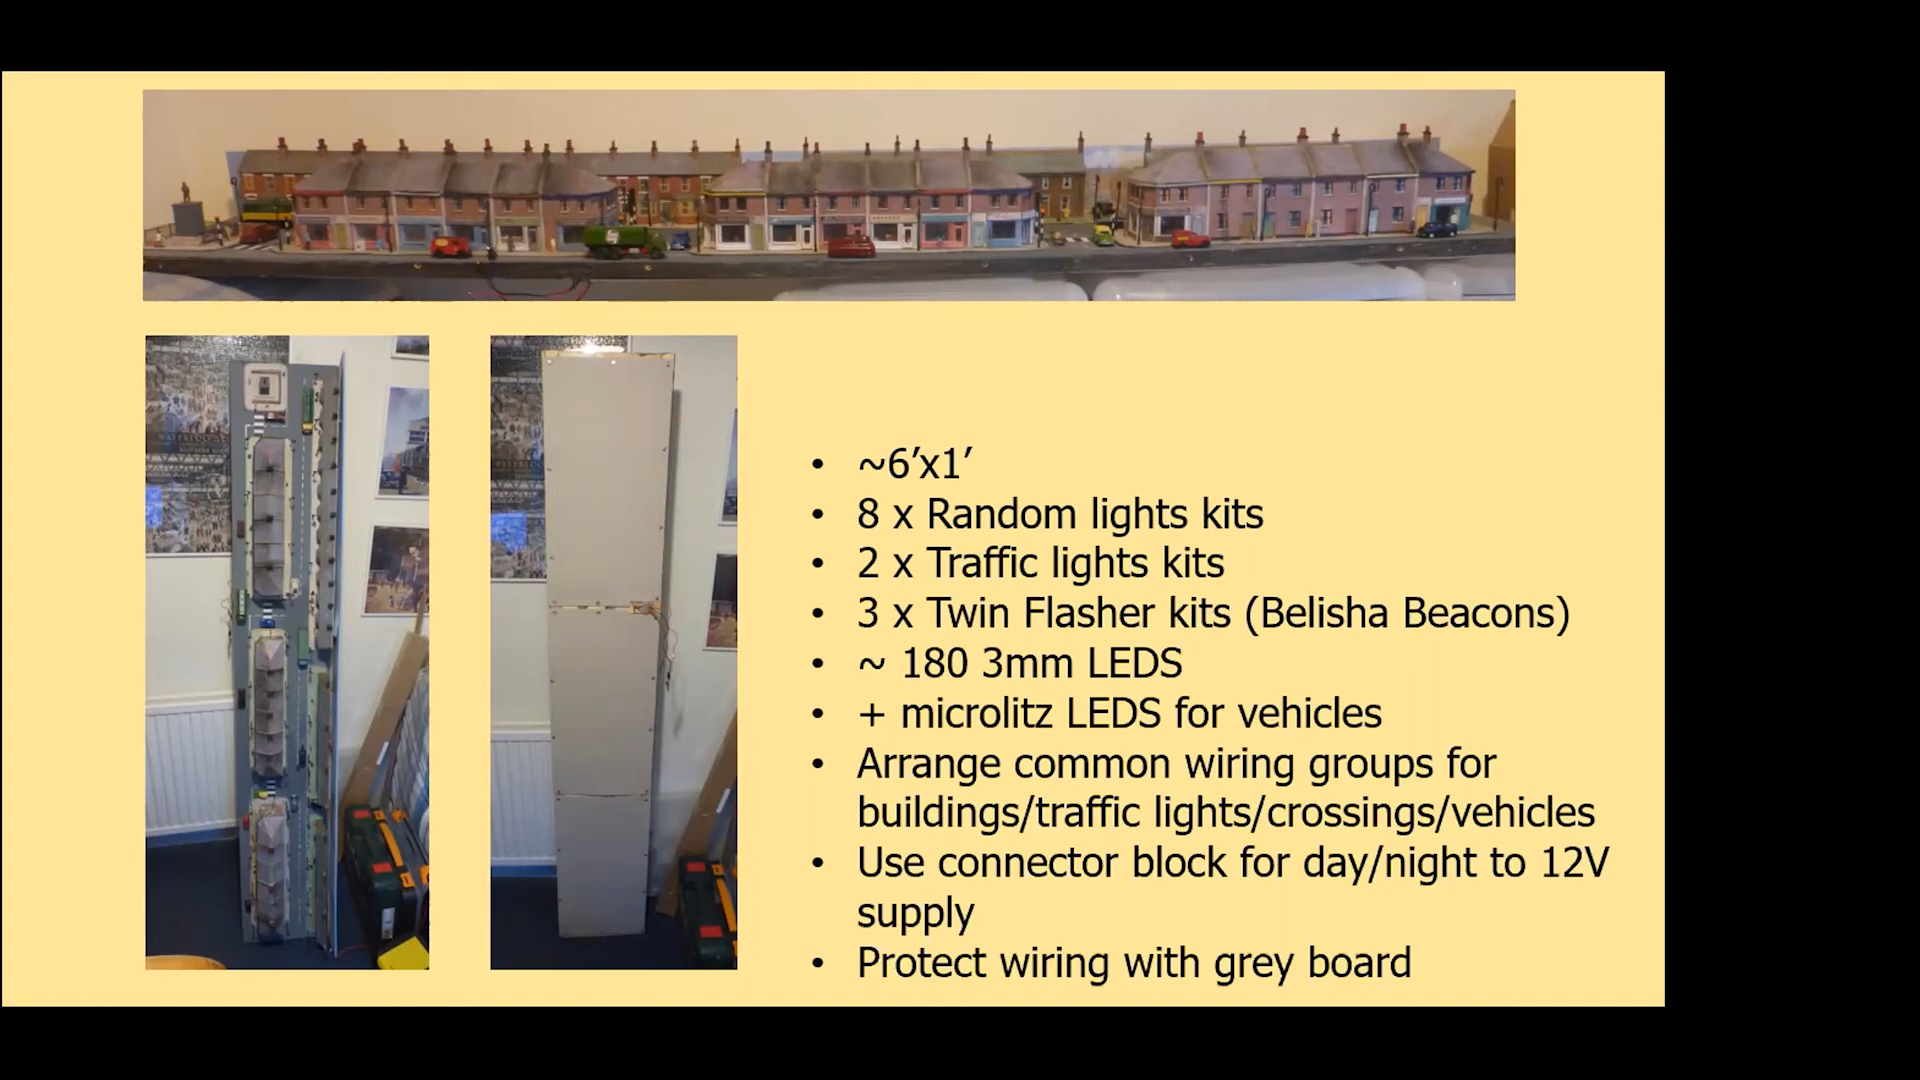 WATERLOO
• ~6’x1’
• 8 x Random lights kits
• 2 x Traffic lights kits
• 3 x Twin Flasher kits (Belisha Beacons)
• ~ 180 3mm LEDS
• + microlitz LEDS for vehicles
• Arrange common wiring groups for
buildings/traffic lights/crossings/vehicles
• Use connector block for day/night to 12V
supply
• Protect wiring with grey board